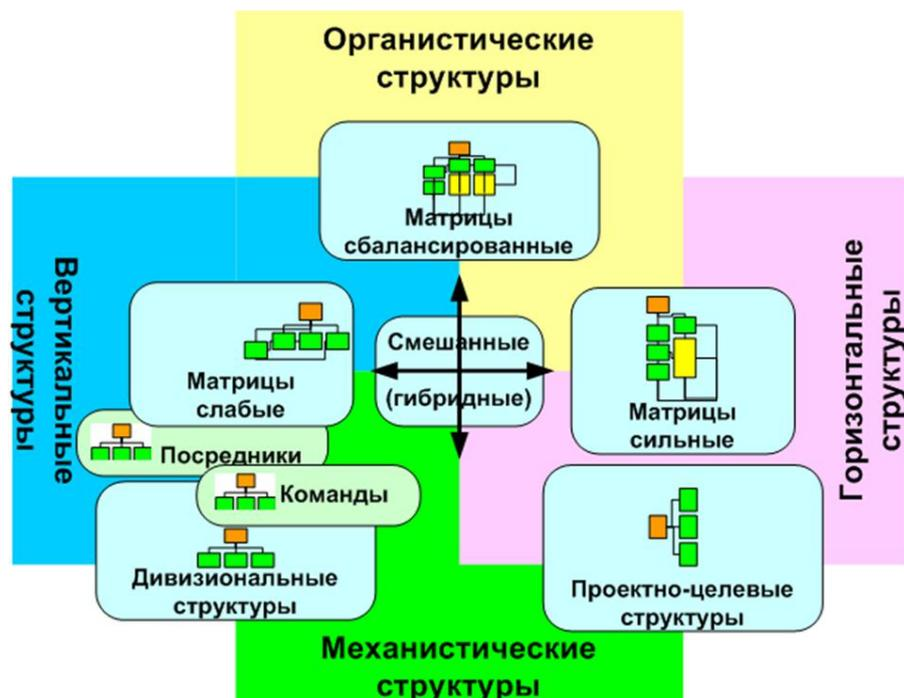 Органистические
структуры
Матрицы
сбалансированные
Вертикальные
структуры
Горизонтальные
структуры
Смешанные
(гибридные)
Матрицы
слабые
Матрицы
сильные
Посредники
Команды
Дивизиональные
структуры
Проектно-целевые
структуры
Механистические
структуры